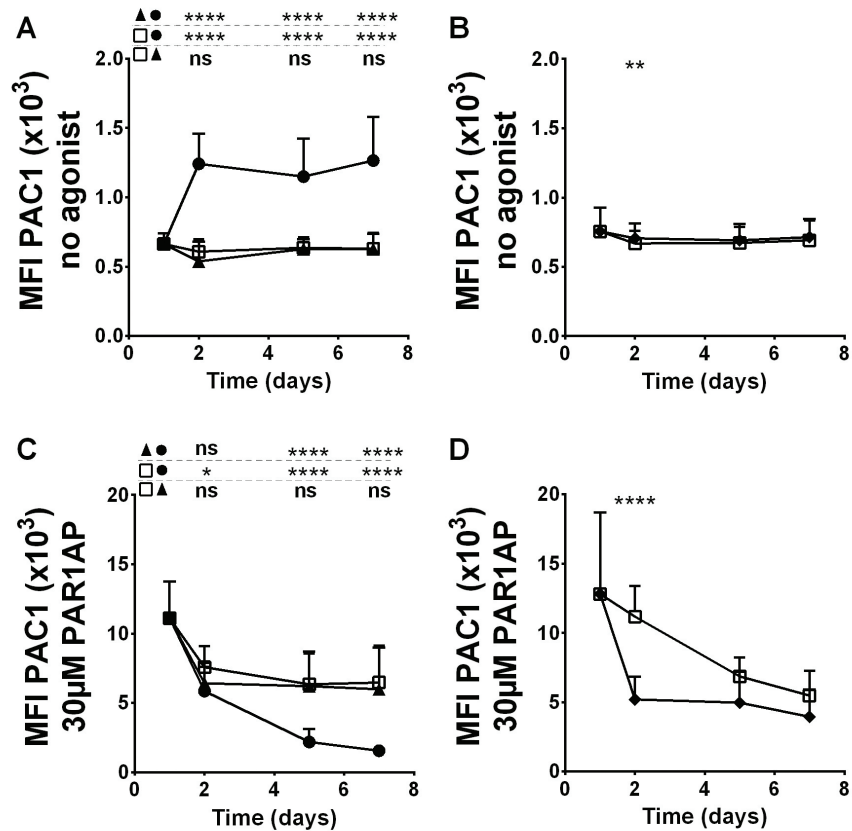 A
▲ ● **** **** ****
□ ● **** **** ****
□ ▲ ns ns ns
MFI PAC1 (x10³)
no agonist
2.0
1.5
1.0
0.5
0.0
0 2 4 6 8
Time (days)
B
**
MFI PAC1 (x10³)
no agonist
2.0
1.5
1.0
0.5
0.0
0 2 4 6 8
Time (days)
C
▲ ● ns **** ****
□ ● * **** ****
□ ▲ ns ns ns
MFI PAC1 (x10³)
30µM PAR1AP
20
15
10
5
0
0 2 4 6 8
Time (days)
D
****
MFI PAC1 (x10³)
30µM PAR1AP
20
15
10
5
0
0 2 4 6 8
Time (days)